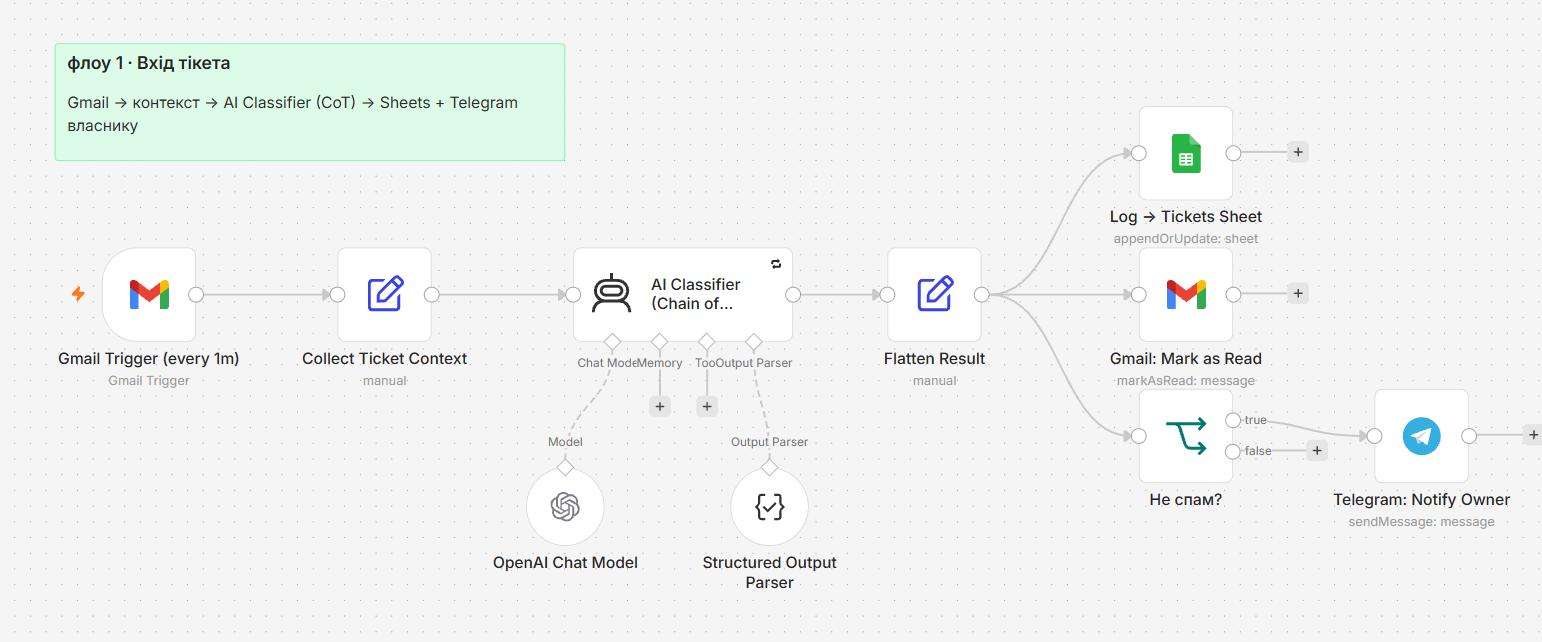 флоу 1 · Вхід тікета
Gmail → контекст → AI Classifier (CoT) → Sheets + Telegram
власнику
Log → Tickets Sheet
appendOrUpdate: sheet
AI Classifier
(Chain of...
Gmail Trigger (every 1m)
Gmail Trigger
Collect Ticket Context
manual
Chat Mode
Memory
Too
Output Parser
Flatten Result
manual
Gmail: Mark as Read
markAsRead: message
true
false
Model
Output Parser
Не спам?
Telegram: Notify Owner
sendMessage: message
OpenAI Chat Model
Structured Output
Parser